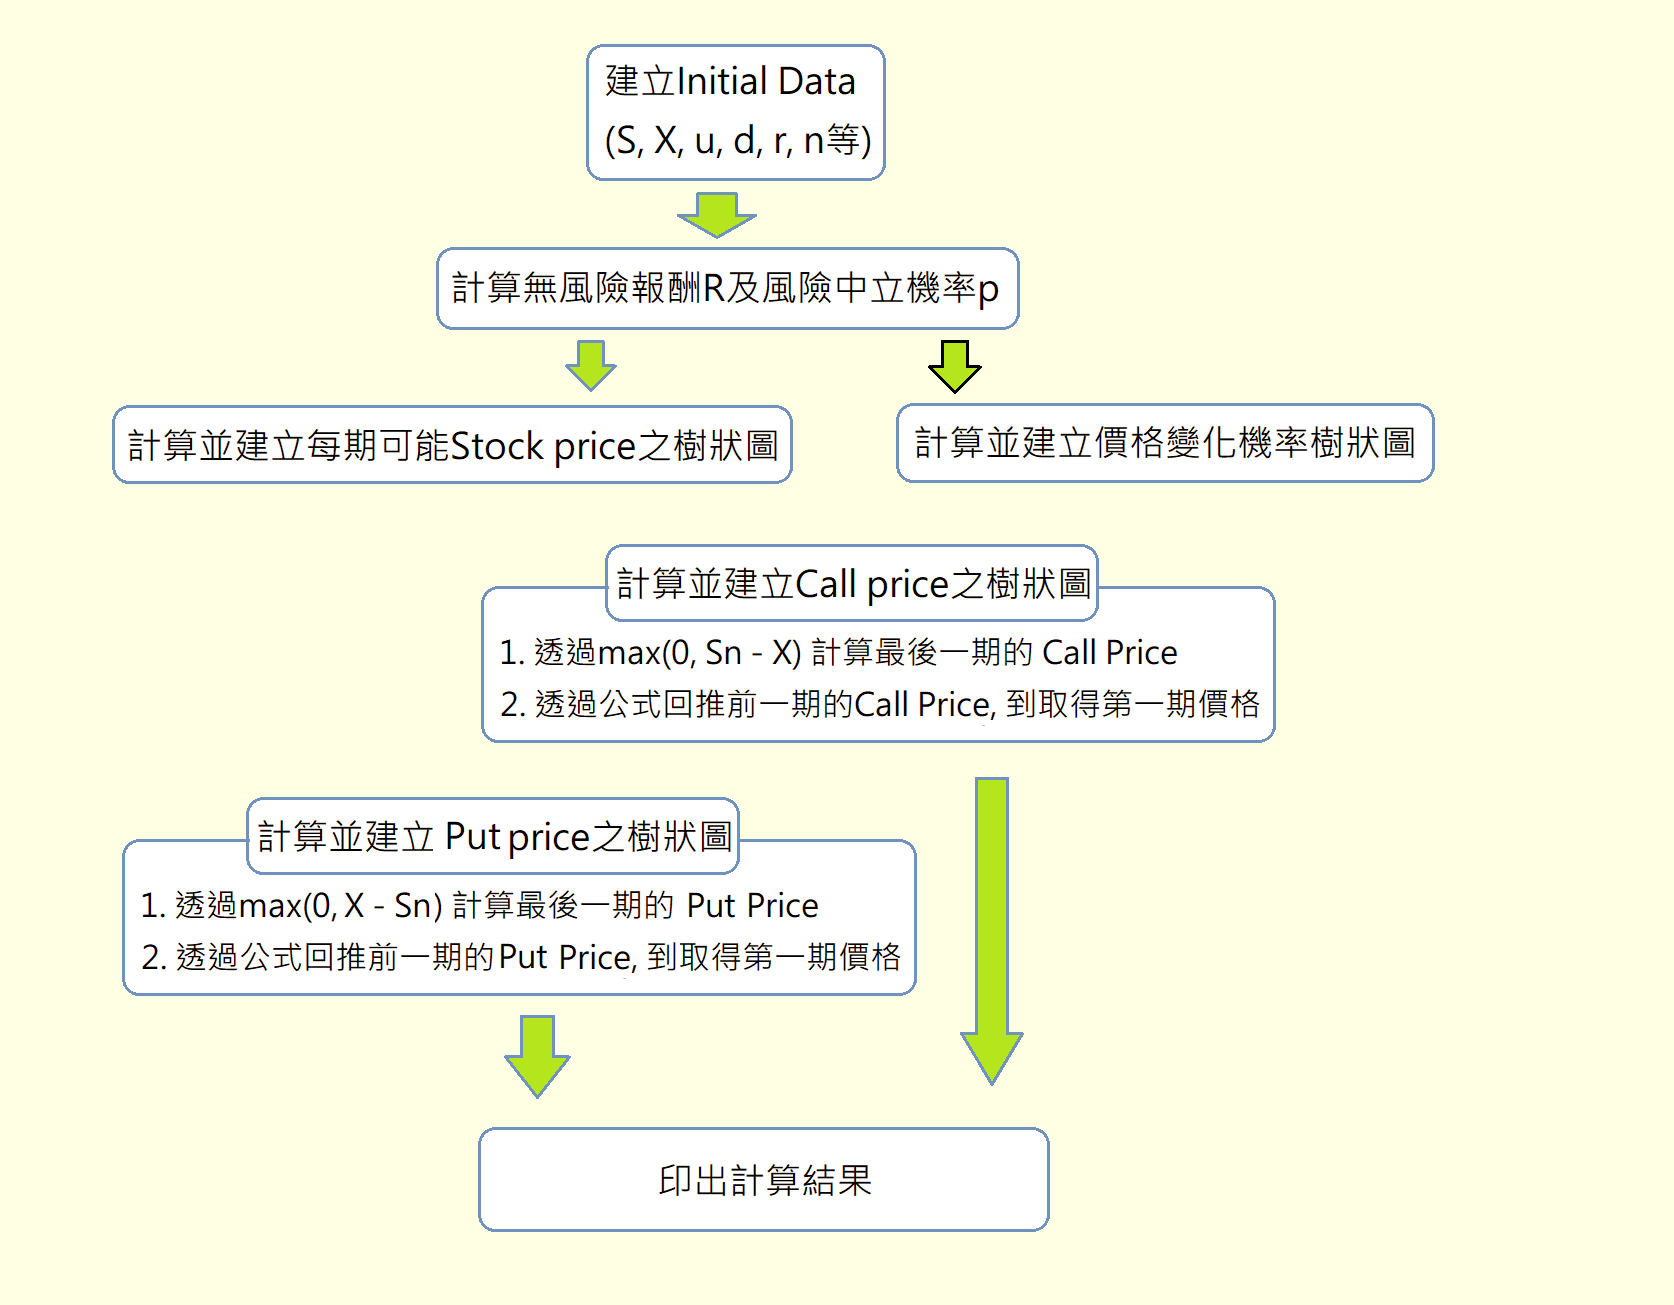 建立Initial Data
(S, X, u, d, r, n等)
計算無風險報酬R及風險中立機率p
計算並建立每期可能Stock price之樹狀圖
計算並建立價格變化機率樹狀圖
計算並建立Call price之樹狀圖
1. 透過max(0, Sn - X) 計算最後一期的 Call Price
2. 透過公式回推前一期的Call Price, 到取得第一期價格
計算並建立 Put price之樹狀圖
1. 透過max(0, X - Sn) 計算最後一期的 Put Price
2. 透過公式回推前一期的Put Price, 到取得第一期價格
印出計算結果